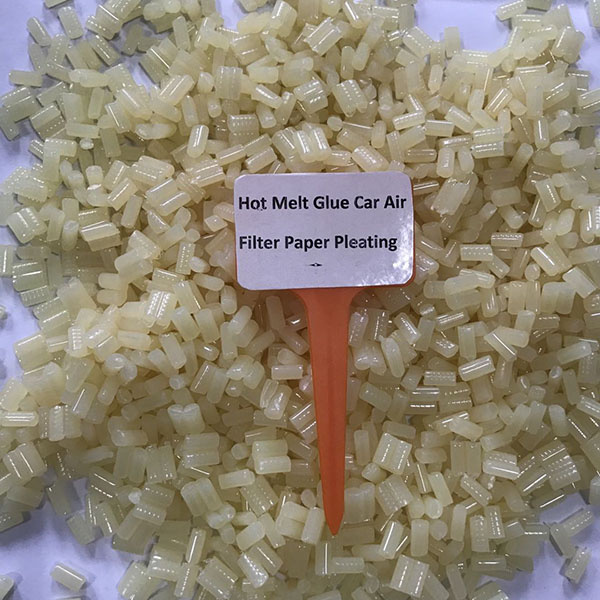 Hot Melt Glue Car Air
Filter Paper Pleating